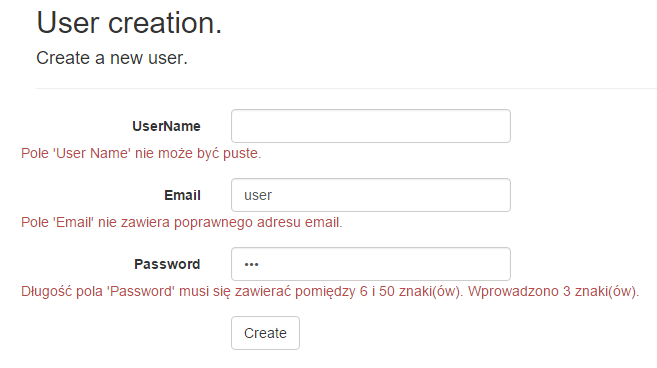 User creation.
Create a new user.
UserName
Pole 'User Name' nie może być puste.
Email user
Pole 'Email' nie zawiera poprawnego adresu email.
Password •••
Długość pola 'Password' musi się zawierać pomiędzy 6 i 50 znaki(ów). Wprowadzono 3 znaki(ów).
Create